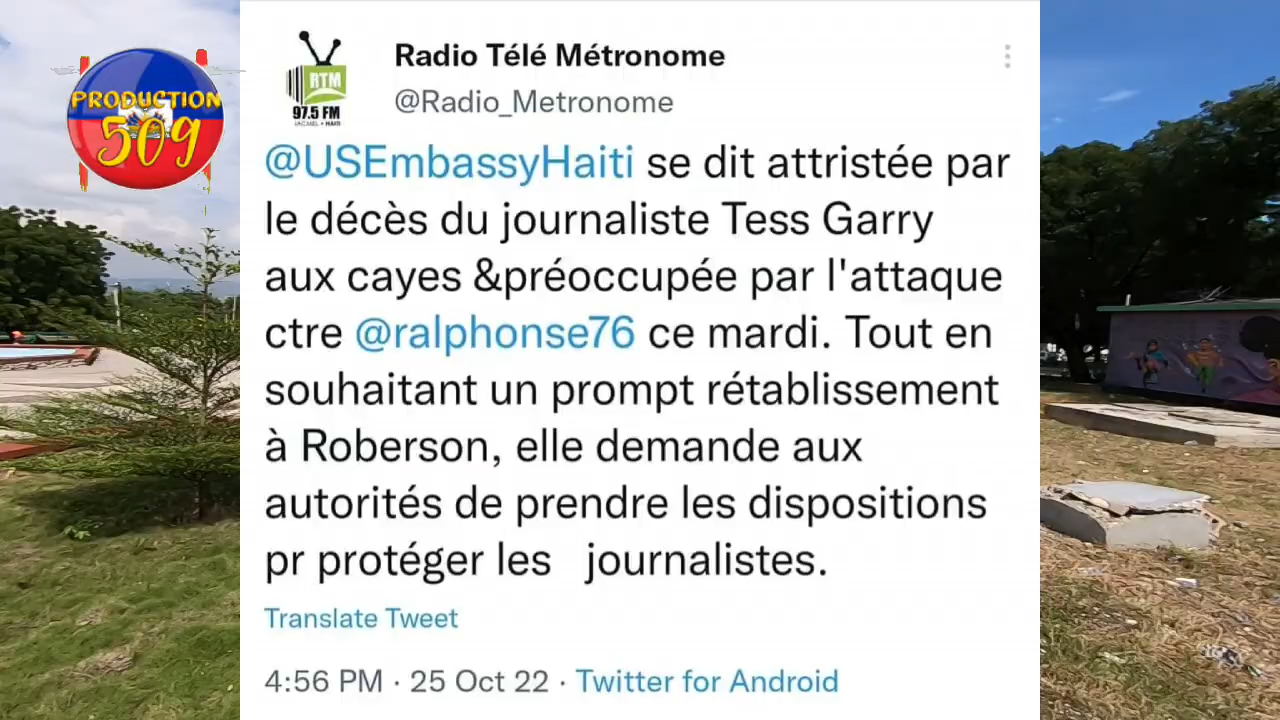 PRODUCTION
509
RTM
97.5 FM
JACMEL • HAITI
Radio Télé Métronome
@Radio_Metronome
@USEmbassyHaiti se dit attristée par
le décès du journaliste Tess Garry
aux cayes &préoccupée par l'attaque
ctre @ralphonse76 ce mardi. Tout en
souhaitant un prompt rétablissement
à Roberson, elle demande aux
autorités de prendre les dispositions
pr protéger les journalistes.
Translate Tweet
4:56 PM · 25 Oct 22 · Twitter for Android